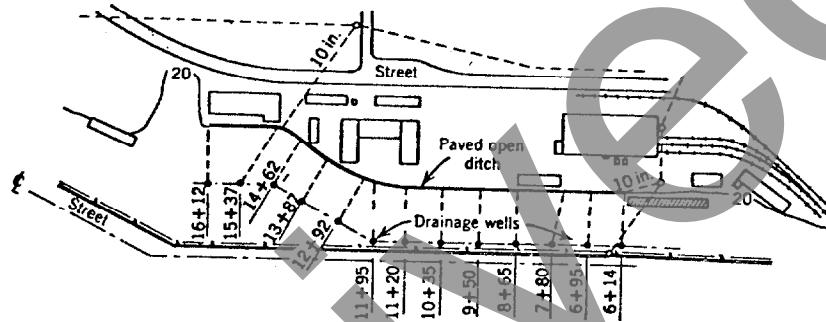 10 in.
Street
20
Paved open
ditch
10 in.
20
℄
Street
Drainage wells
16+12
15+37
14+62
13+87
12+92
11+95
11+20
10+35
9+50
8+65
7+80
6+95
6+14